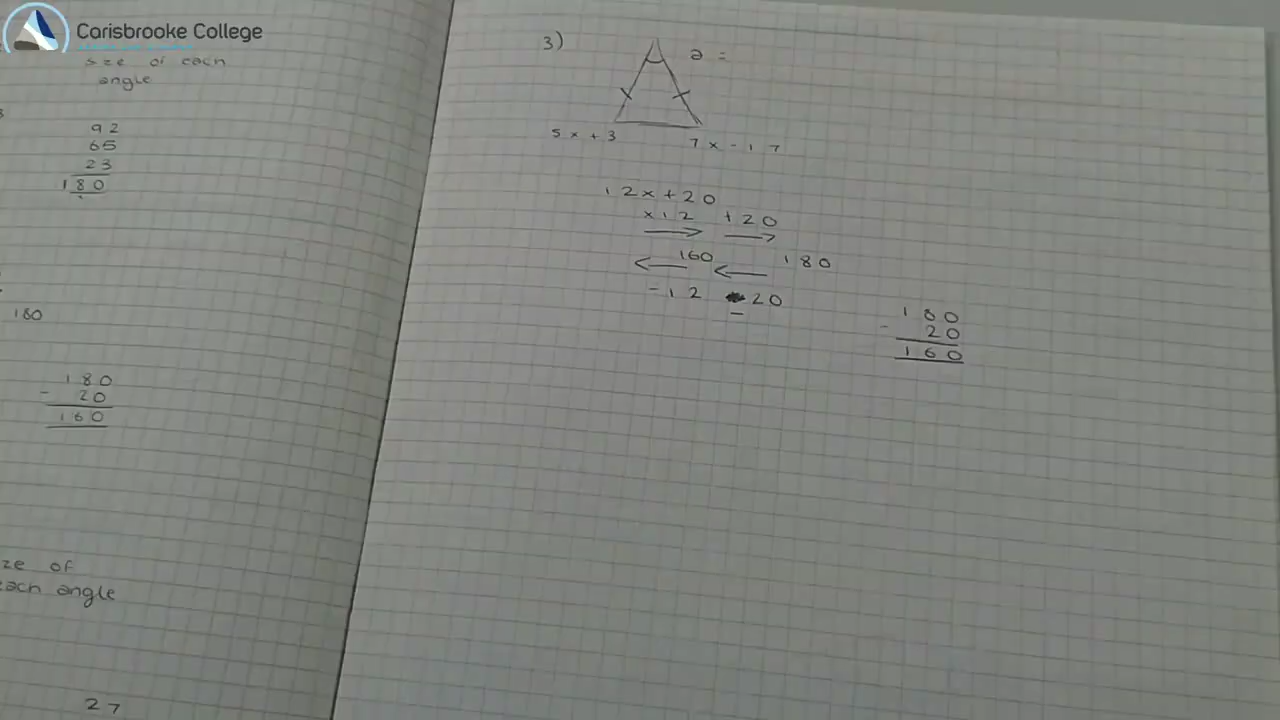 Carisbrooke College
size of each
angle
92
65
23
180
180
180
- 20
160
ze of
each angle
27
3)
a =
5x + 3
7x - 17
12x + 20
x12 +20
160 180
-12 20
180
- 20
160